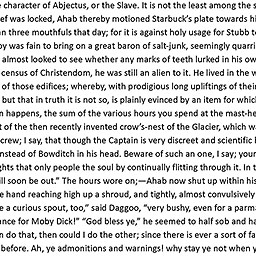 character of Abjectus, or the Slave. It is not the least among the s
ef was locked, Ahab thereby motioned Starbuck's plate towards hi
n three mouthfuls that day; for it is against holy usage for Stubb t
oy was fain to bring on a great baron of salt-junk, seemingly quarri
almost looked to see whether any marks of teeth lurked in his ow
census of Christendom, he was still an alien to it. He lived in the w
of those edifices; whereby, with prodigious long upliftings of their
but that in truth it is not so, is plainly evinced by an item for whic
n happens, the sum of the various hours you spend at the mast-he
t of the then recently invented crow's-nest of the Glacier, which wa
crew; I say, that though the Captain is very discreet and scientific
nstead of Bowditch in his head. Beware of such an one, I say; your
ghts that only people the soul by continually flitting through it. In t
ll soon be out." The hours wore on;—Ahab now shut up within his
e hand reaching high up a shroud, and tightly, almost convulsively
e a curious spout, too," said Daggoo, "very bushy, even for a parma
ance for Moby Dick!" "God bless ye," he seemed to half sob and ha
n do that, then could I do the other; since there is ever a sort of fa
before. Ah, ye admonitions and warnings! why stay ye not when y